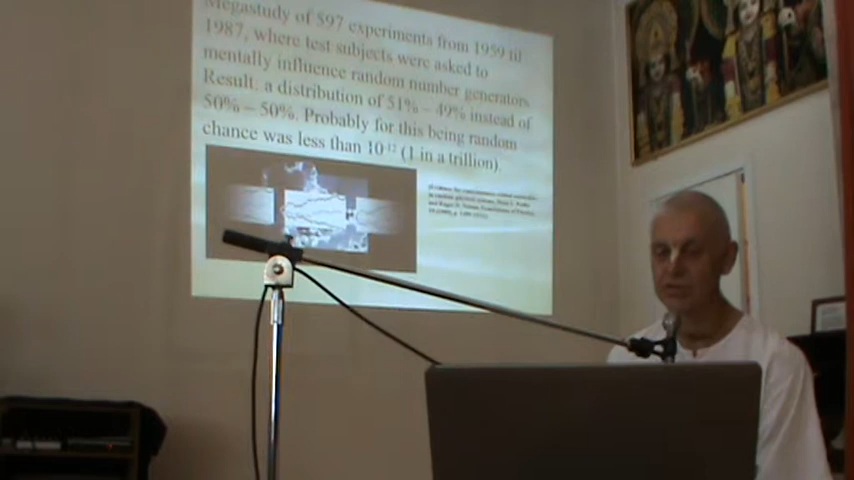 Megastudy of 597 experiments from 1959 til
1987, where test subjects were asked to
mentally influence random number generators
Result: a distribution of 51% – 49% instead of
50% – 50%. Probably for this being random
chance was less than 10-12 (1 in a trillion).